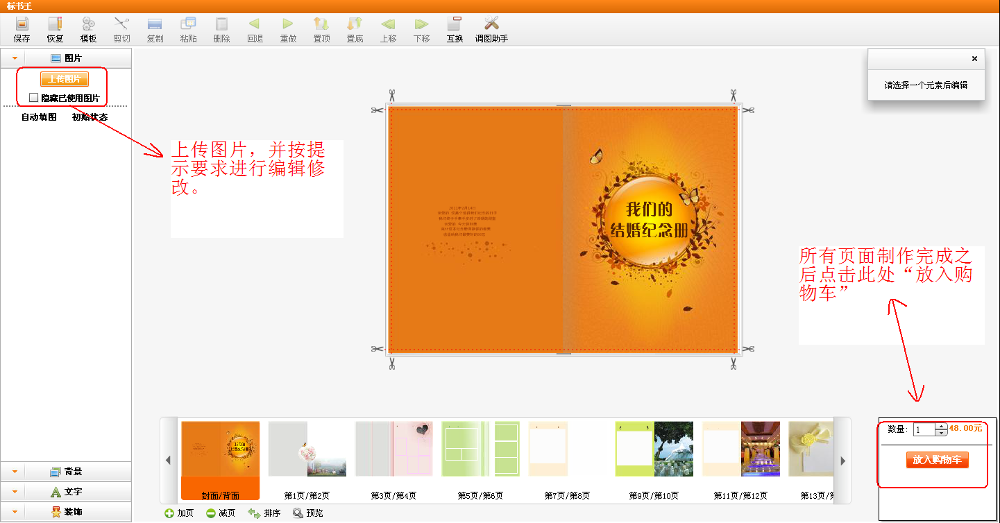 标书王
保存 恢复 模板 剪切 复制 粘贴 删除 回退 重做 置顶 置底 上移 下移 互换 调图助手
图片
上传图片
隐藏已使用图片
自动填图 初始状态
×
请选择一个元素后编辑
上传图片，并按提
示要求进行编辑修
改。
我们的
结婚纪念册
所有页面制作完成之
后点击此处“放入购
物车”
数量: 1 48.00元
放入购物车
我们的
结婚纪念册
封面/背面 第1页/第2页 第3页/第4页 第5页/第6页 第7页/第8页 第9页/第10页 第11页/第12页 第13页/第
背景
文字
装饰
加页 减页 排序 预览